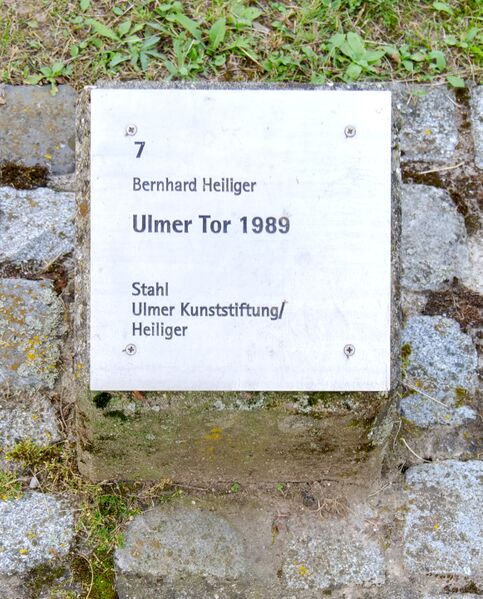 7
Bernhard Heiliger
Ulmer Tor 1989
Stahl
Ulmer Kunststiftung/
Heiliger